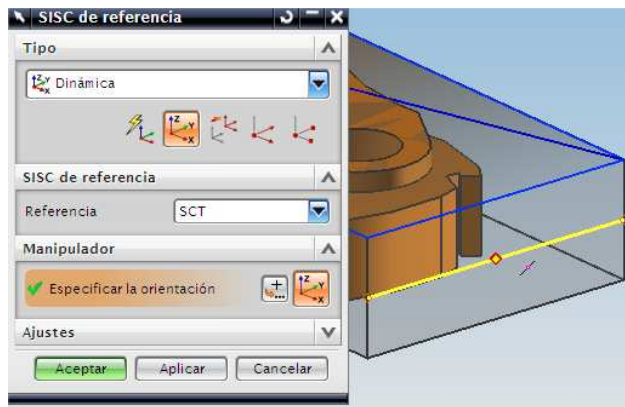 SISC de referencia
Tipo
Dinámica
SISC de referencia
Referencia SCT
Manipulador
Especificar la orientación
Ajustes
Aceptar Aplicar Cancelar